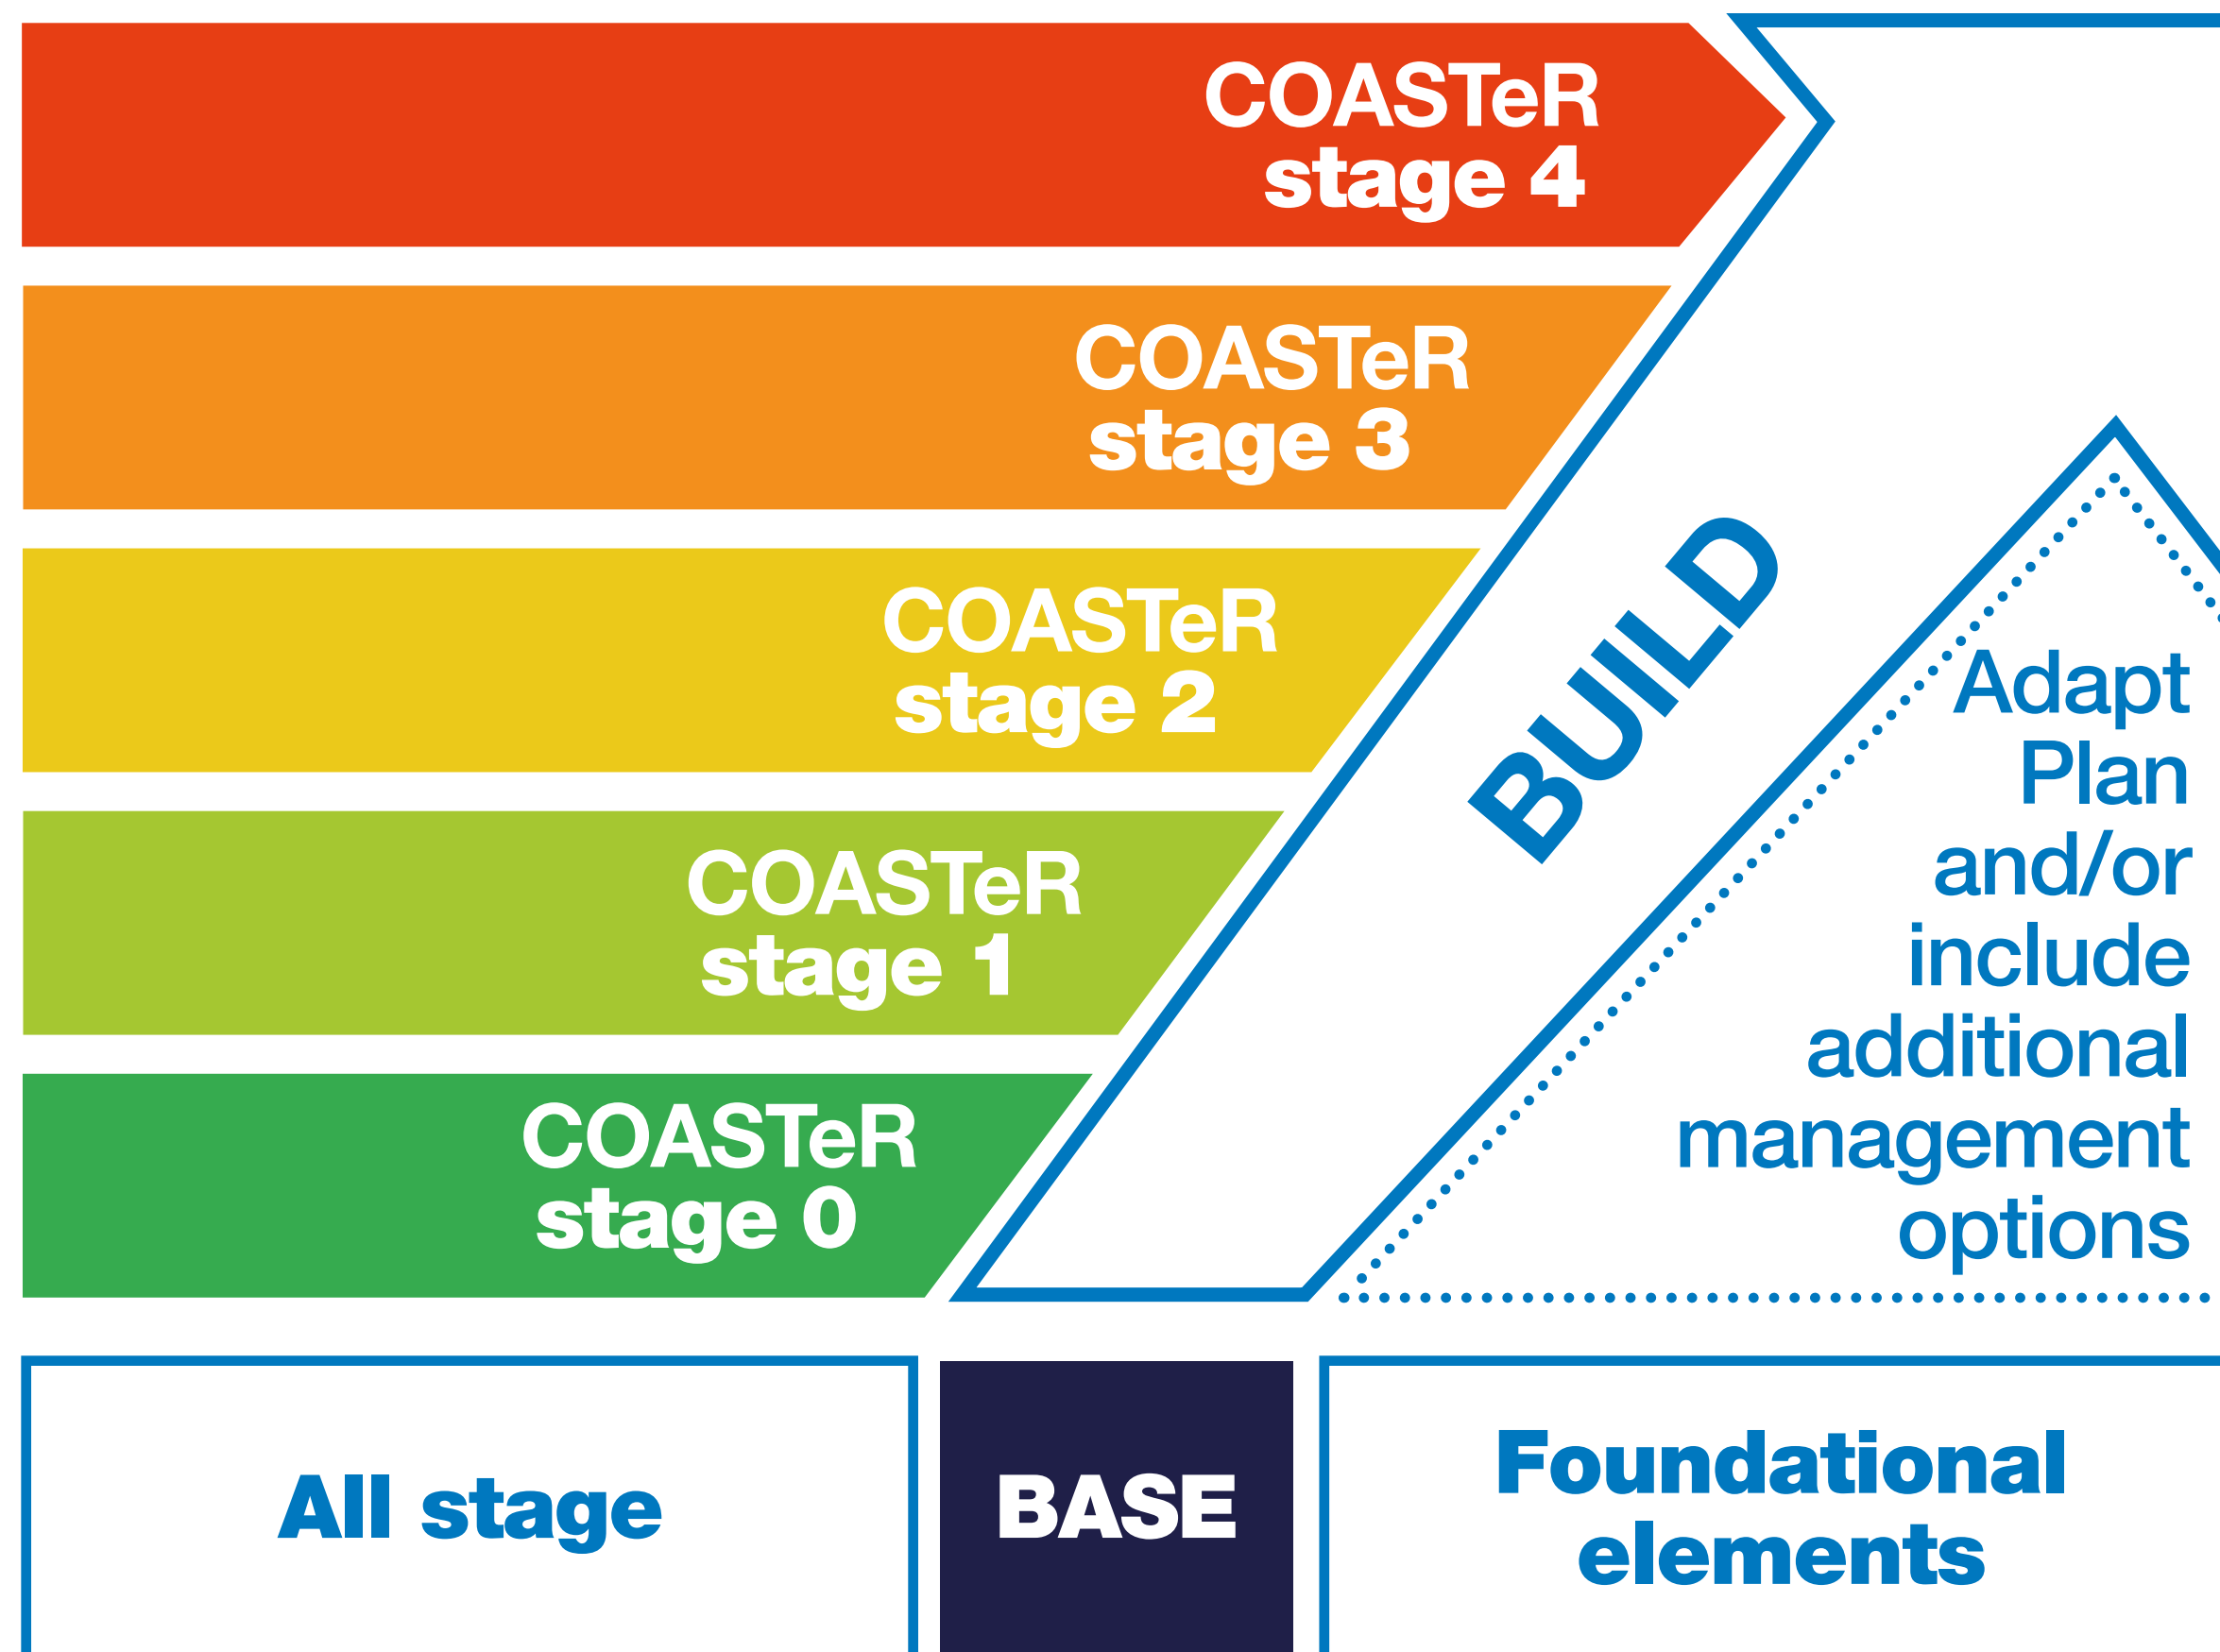 COASTeR
stage 4
COASTeR
stage 3
COASTeR
stage 2
COASTeR
stage 1
COASTeR
stage 0
BUILD
Adapt
Plan
and/or
include
additional
management
options
All stage
BASE
Foundational
elements